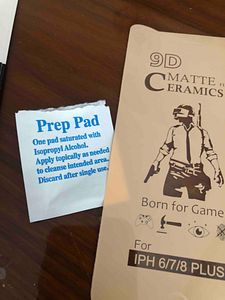 Prep Pad
One pad saturated with
Isopropyl Alcohol.
Apply topically as needed
to cleanse intended area.
Discard after single use.
9D
MATTE
CERAMICS
Born for Game
For
IPH 6/7/8 PLUS